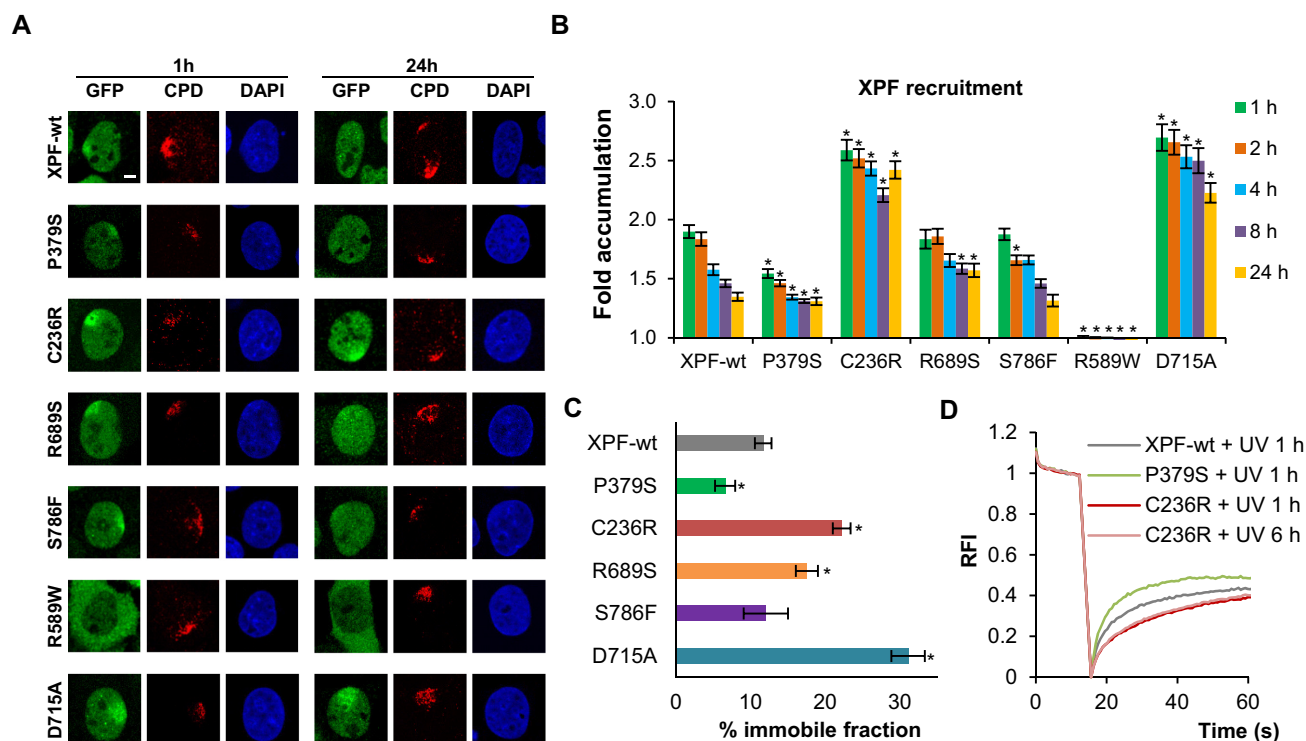 A
1h 24h
GFP CPD DAPI GFP CPD DAPI
XPF-wt
P379S
C236R
R689S
S786F
R589W
D715A
B
XPF recruitment
Fold accumulation
3.0
2.5
2.0
1.5
1.0
* * * * * * * * * * * * * * * * * * * * * * * *
XPF-wt P379S C236R R689S S786F R589W D715A
1 h
2 h
4 h
8 h
24 h
C
XPF-wt
P379S *
C236R *
R689S *
S786F
D715A *
0 10 20 30
% immobile fraction
D
RFI
1.2
1
0.8
0.6
0.4
0.2
0
XPF-wt + UV 1 h
P379S + UV 1 h
C236R + UV 1 h
C236R + UV 6 h
0 20 40 60
Time (s)